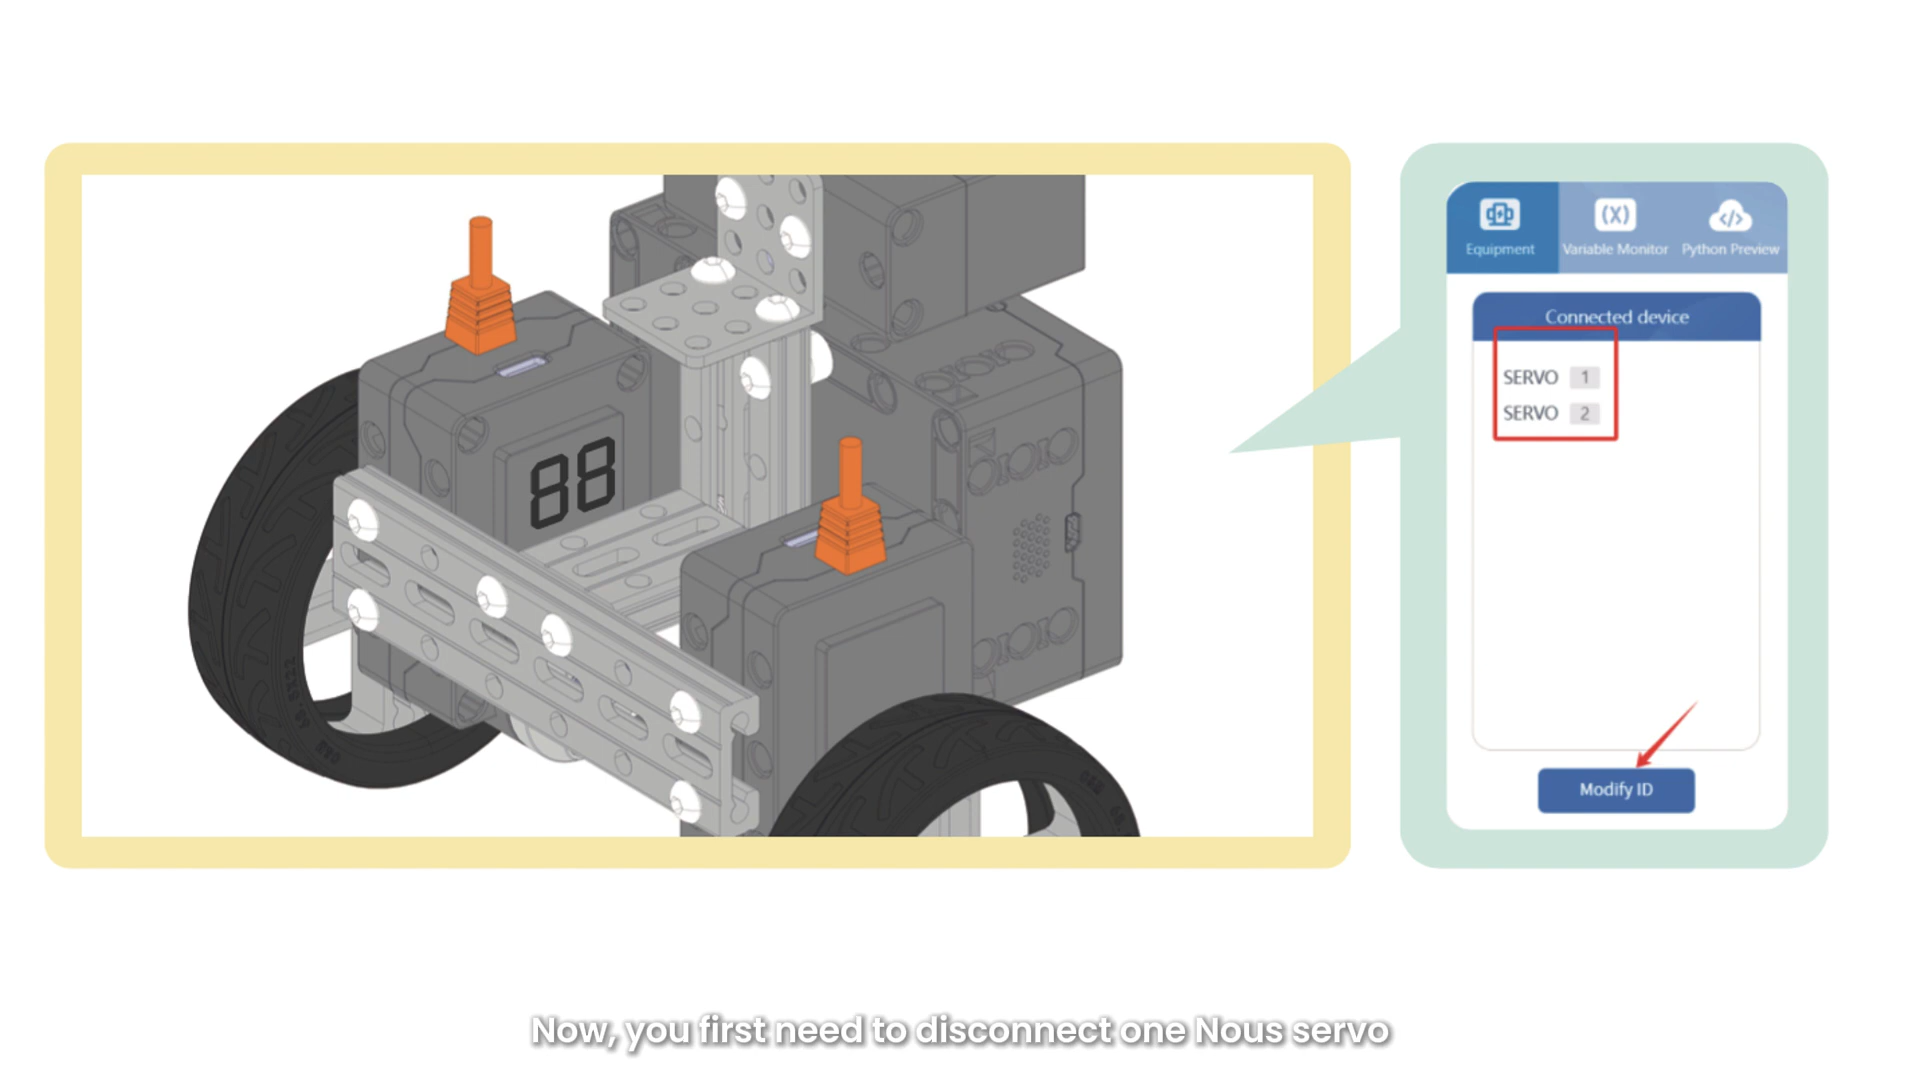 88
Equipment
(X)
Variable Monitor
</>
Python Preview
Connected device
SERVO 1
SERVO 2
Modify ID
Now, you first need to disconnect one Nous servo